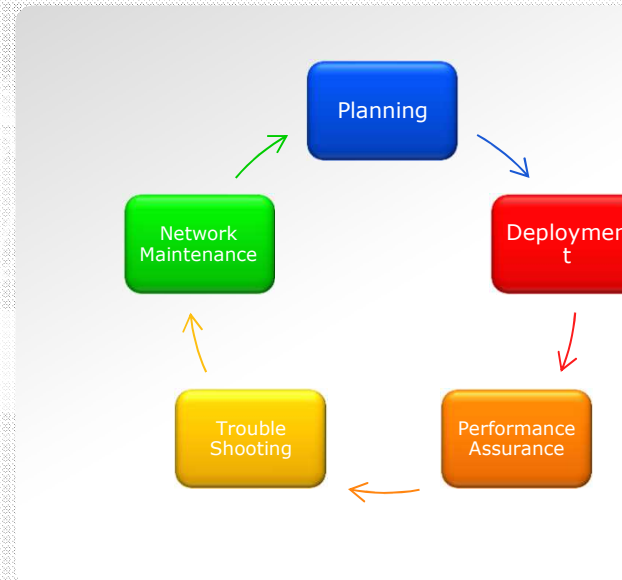 Planning
Network
Maintenance
Deploymen
t
Trouble
Shooting
Performance
Assurance